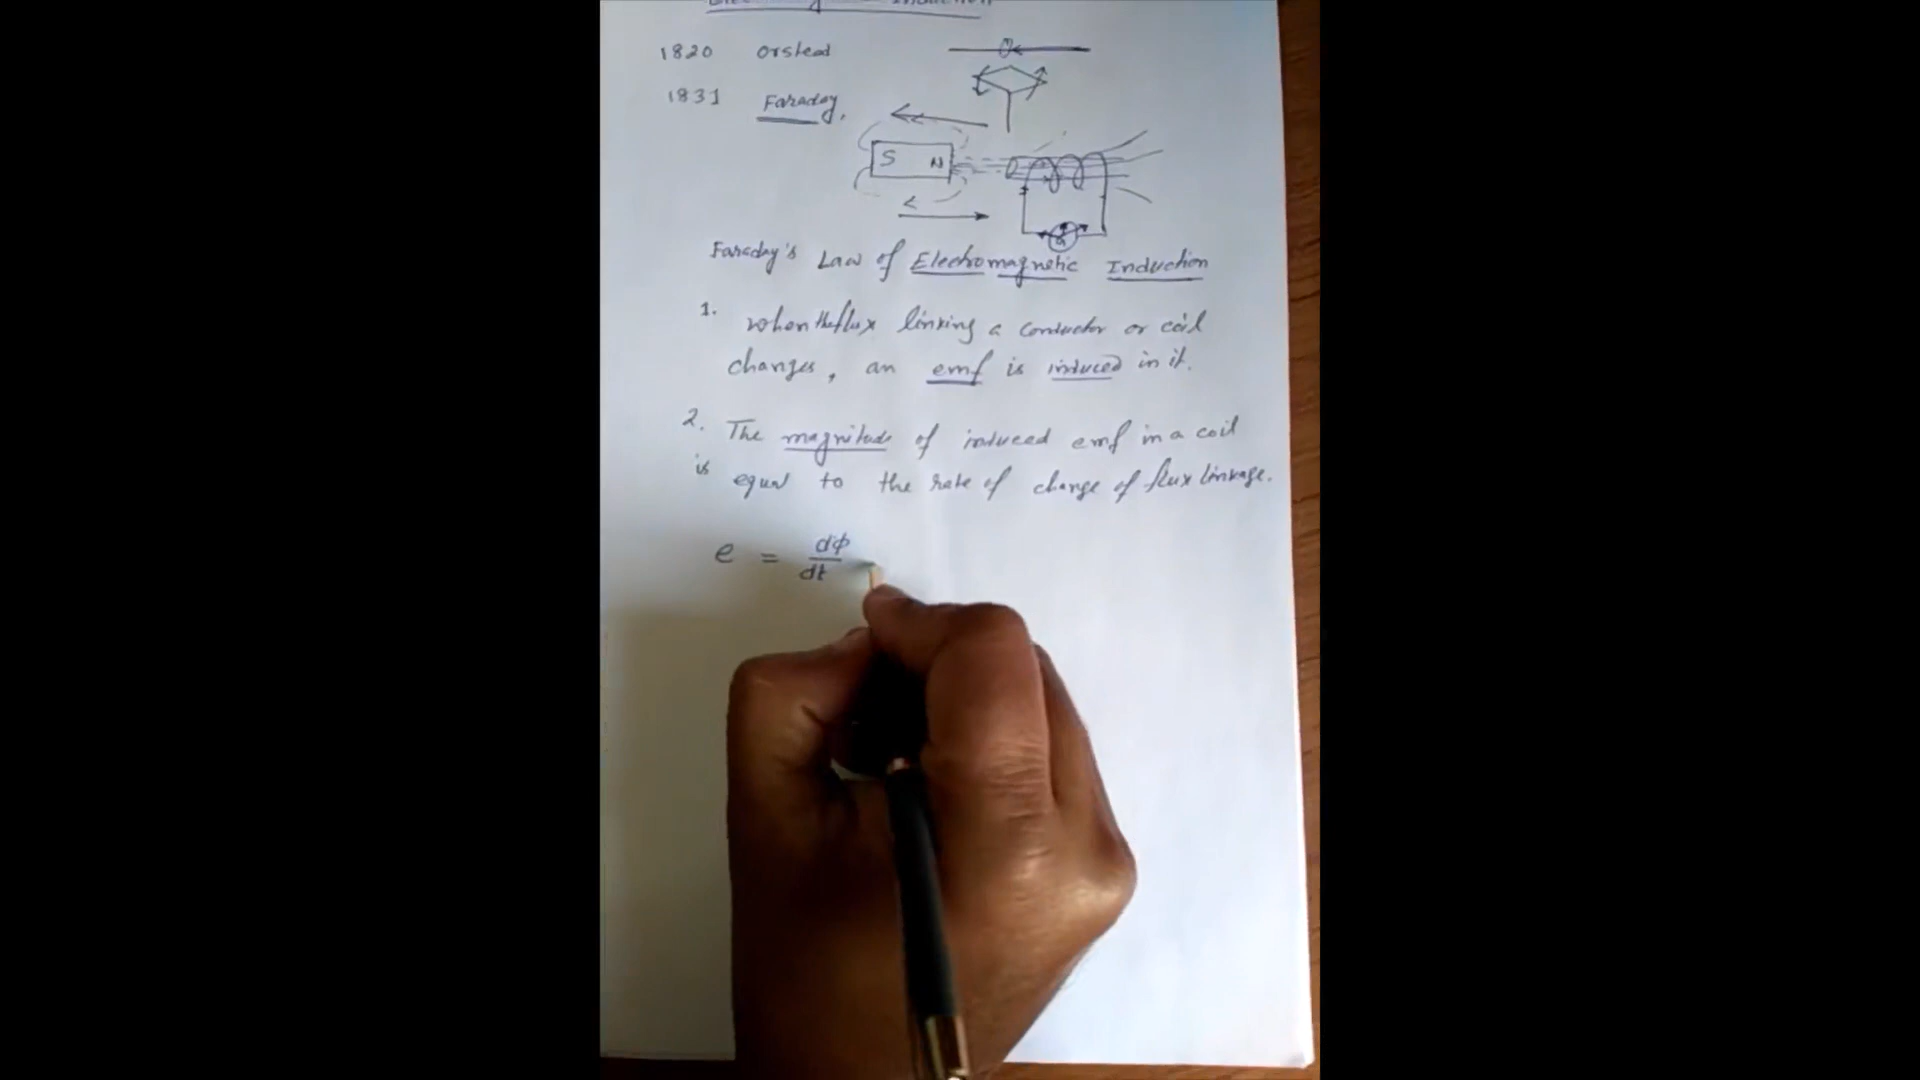 Induction
1820 Orstead
1831 Faraday,
S N
G
Faraday's Law of Electromagnetic Induction
1. when the flux linking a conductor or coil
changes, an emf is induced in it.
2. The magnitude of induced emf in a coil
is equal to the rate of change of flux linkage.
e = dϕ/dt